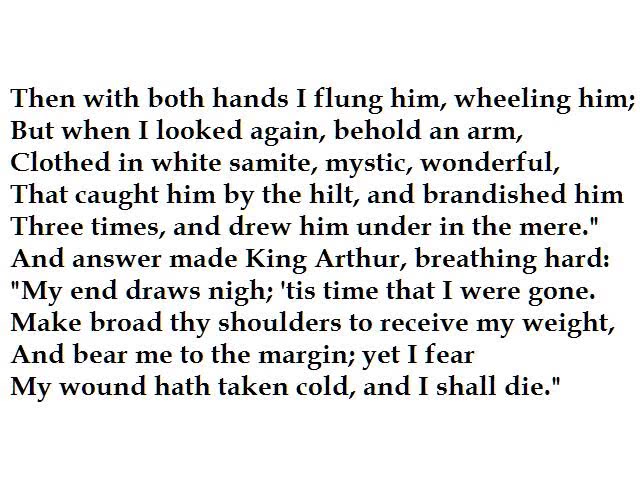 Then with both hands I flung him, wheeling him;
But when I looked again, behold an arm,
Clothed in white samite, mystic, wonderful,
That caught him by the hilt, and brandished him
Three times, and drew him under in the mere."
And answer made King Arthur, breathing hard:
"My end draws nigh; 'tis time that I were gone.
Make broad thy shoulders to receive my weight,
And bear me to the margin; yet I fear
My wound hath taken cold, and I shall die."